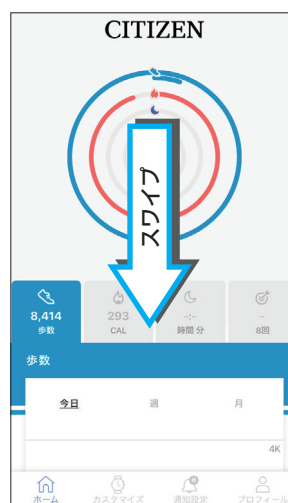 CITIZEN
スワイプ
8,414
歩数
293
CAL
-:-
時間 分
–
8回
歩数
今日 週 月
4K
ホーム カスタマイズ 通知設定 プロフィール